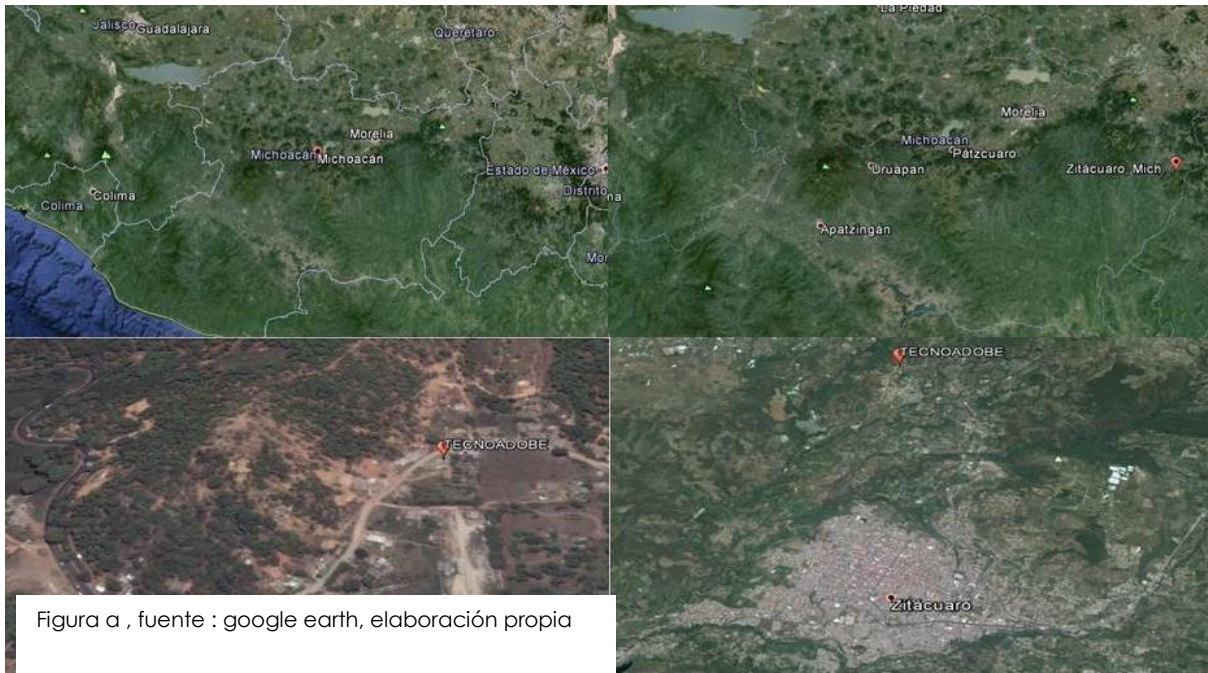 Jalisco
Guadalajara
Querétaro
Morelia
Michoacán
Michoacán
Estado de México
Distrito
na
Colima
Colima
Mor
La Piedad
Morelia
Michoacán
Pátzcuaro
Uruapan
Zitácuaro, Mich
Apatzingán
TECNOADOBE
TECNOADOBE
Zitácuaro
Figura a , fuente : google earth, elaboración propia